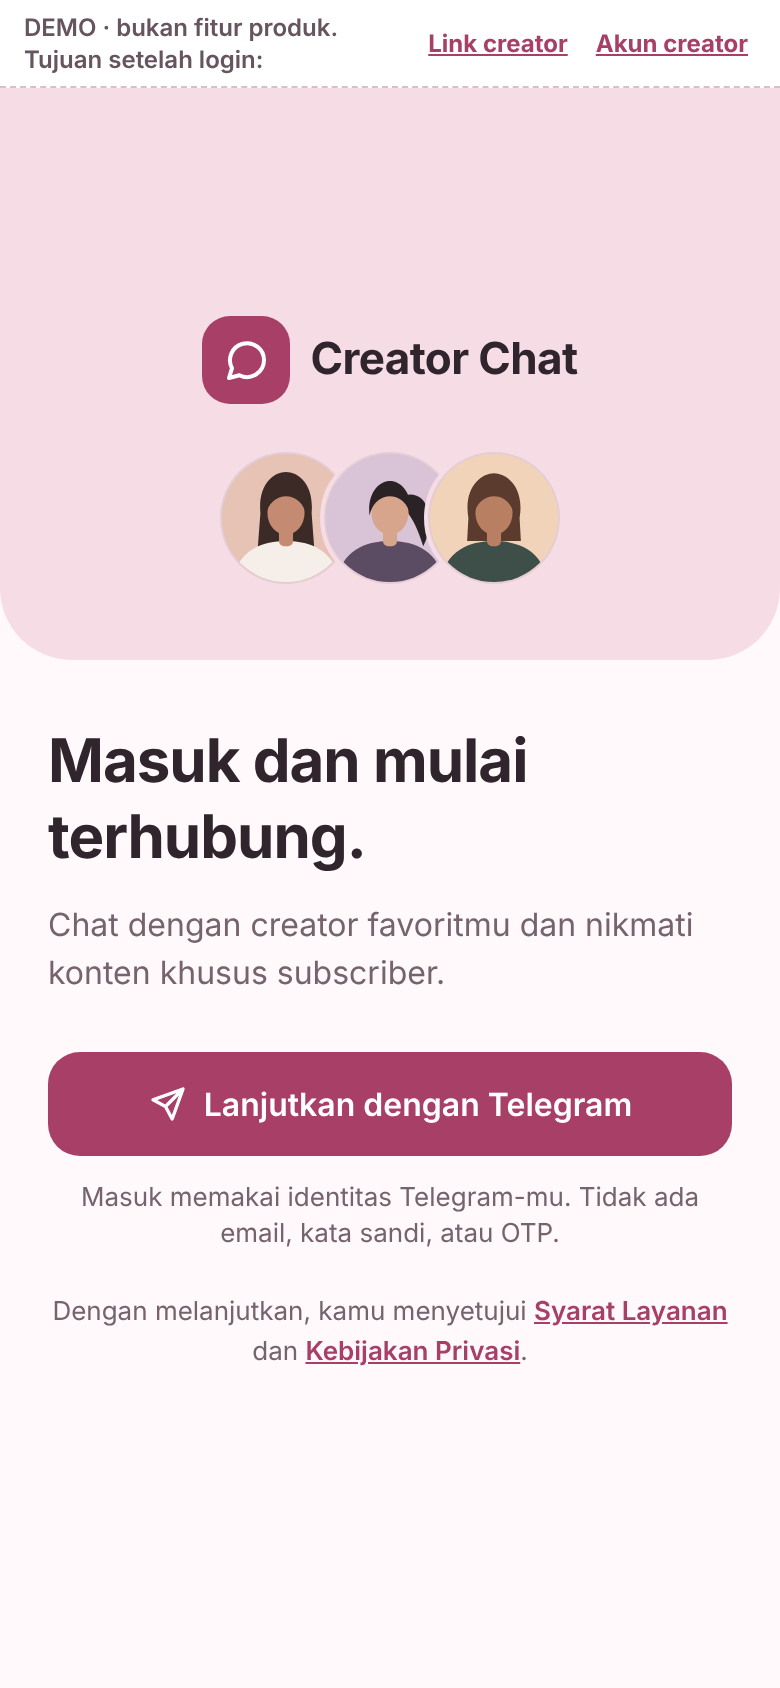 DEMO · bukan fitur produk.
Tujuan setelah login:
Link creator
Akun creator
Creator Chat
Masuk dan mulai
terhubung.
Chat dengan creator favoritmu dan nikmati
konten khusus subscriber.
Lanjutkan dengan Telegram
Masuk memakai identitas Telegram-mu. Tidak ada
email, kata sandi, atau OTP.
Dengan melanjutkan, kamu menyetujui Syarat Layanan
dan Kebijakan Privasi.